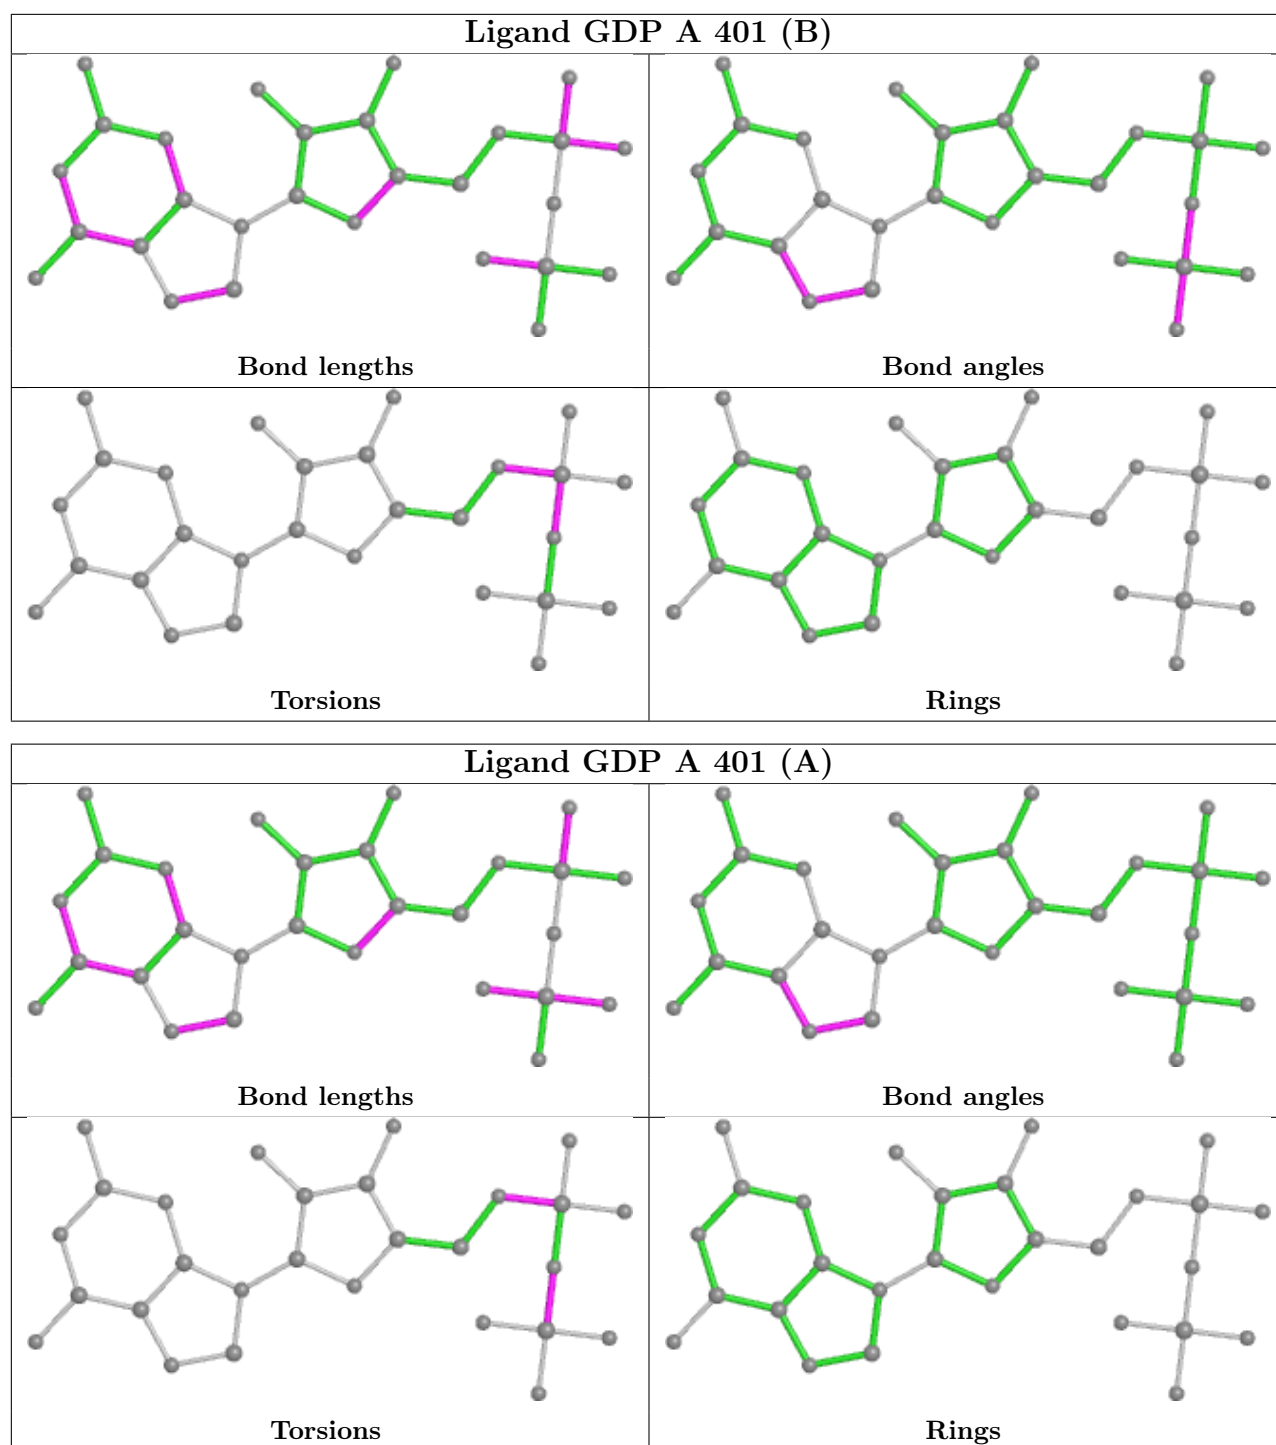 Ligand GDP A 401 (B)
Bond lengths
Bond angles
Torsions
Rings
Ligand GDP A 401 (A)
Bond lengths
Bond angles
Torsions
Rings